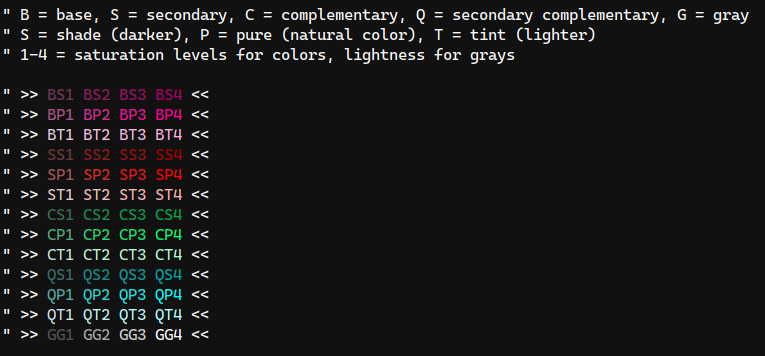 " B = base, S = secondary, C = complementary, Q = secondary complementary, G = gray
" S = shade (darker), P = pure (natural color), T = tint (lighter)
" 1-4 = saturation levels for colors, lightness for grays
" >> BS1 BS2 BS3 BS4 <<
" >> BP1 BP2 BP3 BP4 <<
" >> BT1 BT2 BT3 BT4 <<
" >> SS1 SS2 SS3 SS4 <<
" >> SP1 SP2 SP3 SP4 <<
" >> ST1 ST2 ST3 ST4 <<
" >> CS1 CS2 CS3 CS4 <<
" >> CP1 CP2 CP3 CP4 <<
" >> CT1 CT2 CT3 CT4 <<
" >> QS1 QS2 QS3 QS4 <<
" >> QP1 QP2 QP3 QP4 <<
" >> QT1 QT2 QT3 QT4 <<
" >> GG1 GG2 GG3 GG4 <<